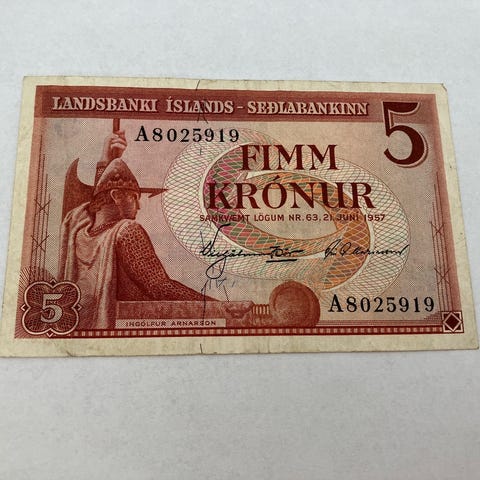 LANDSBANKI ÍSLANDS - SEÐLABANKINN
5
A8025919
FIMM
KRÓNUR
SAMKVÆMT LÖGUM NR. 63, 21. JÚNÍ 1957
A8025919
5
INGÓLFUR ARNARSON